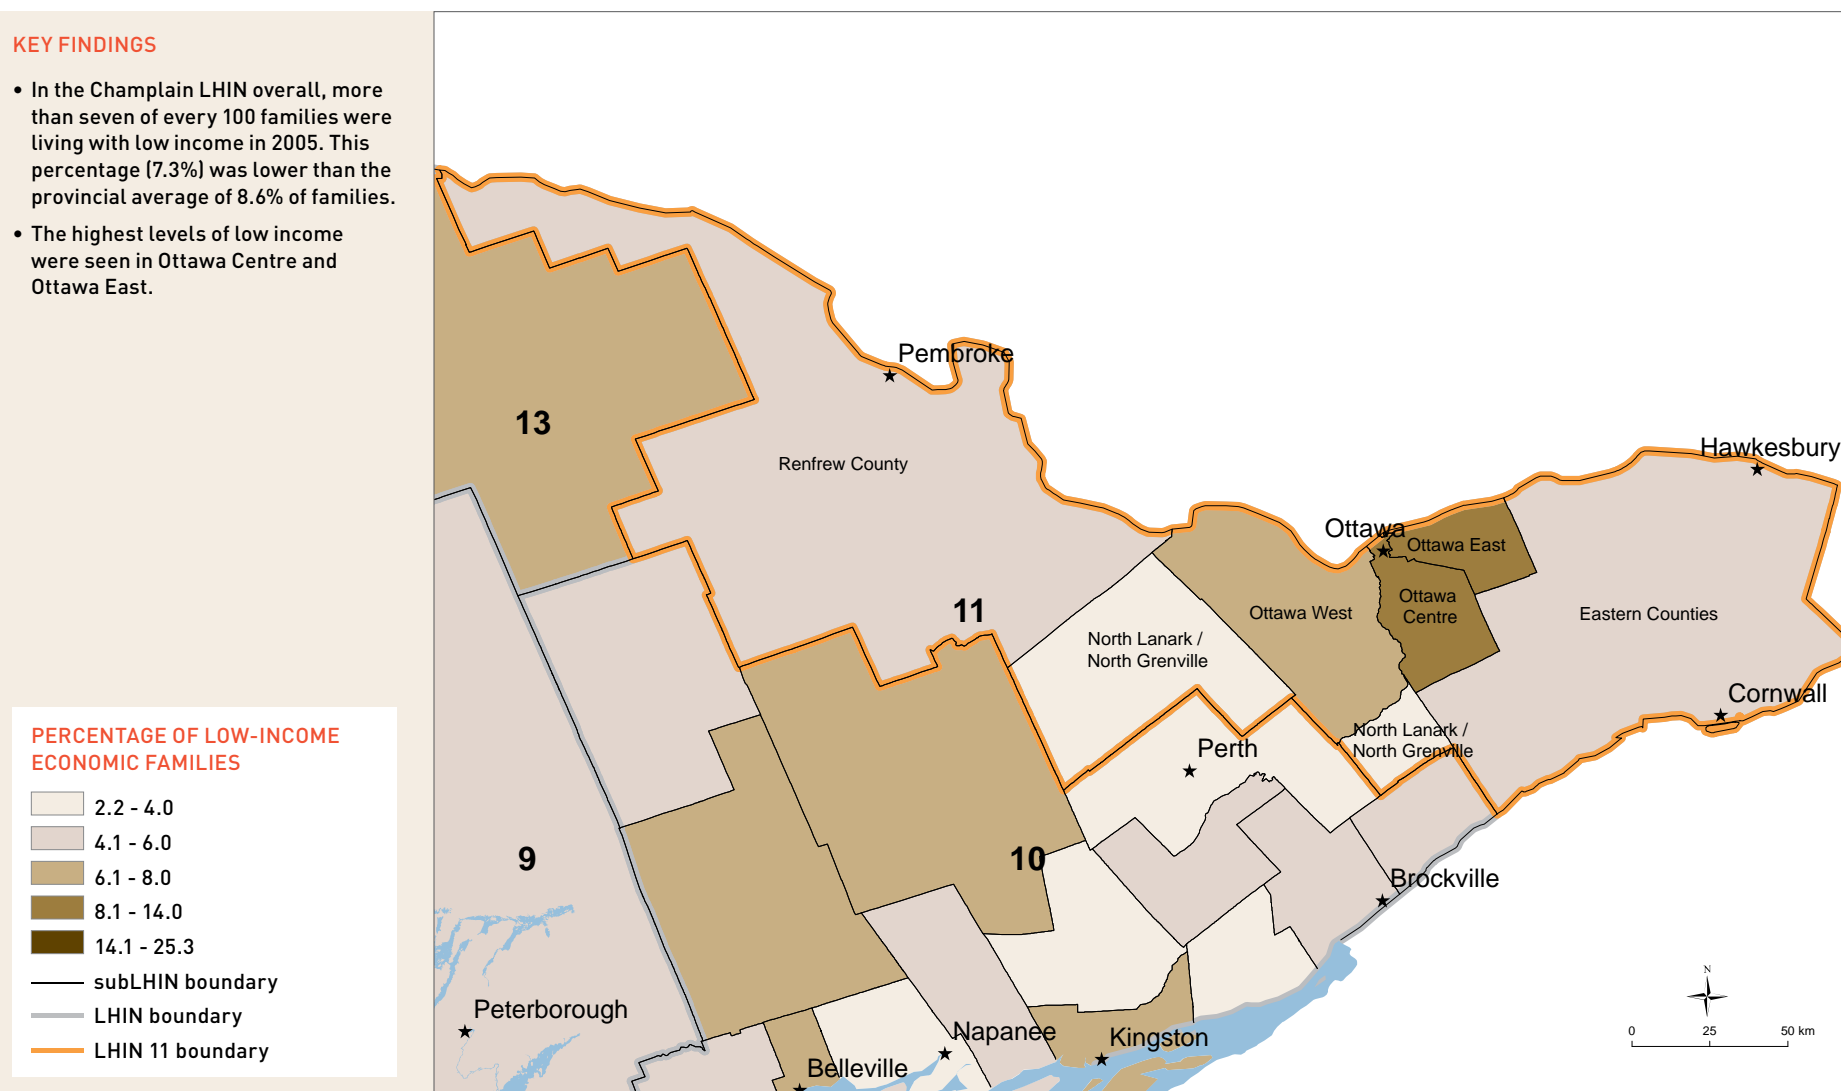 KEY FINDINGS
• In the Champlain LHIN overall, more
than seven of every 100 families were
living with low income in 2005. This
percentage (7.3%) was lower than the
provincial average of 8.6% of families.
• The highest levels of low income
were seen in Ottawa Centre and
Ottawa East.
PERCENTAGE OF LOW-INCOME
ECONOMIC FAMILIES
2.2 - 4.0
4.1 - 6.0
6.1 - 8.0
8.1 - 14.0
14.1 - 25.3
subLHIN boundary
LHIN boundary
LHIN 11 boundary
Pembroke
13
Renfrew County
Hawkesbury
Ottawa
Ottawa East
Ottawa
Centre
11
Ottawa West
Eastern Counties
North Lanark /
North Grenville
Cornwall
North Lanark /
North Grenville
Perth
9
10
Brockville
Peterborough
Napanee
Kingston
Belleville
N
0 25 50 km